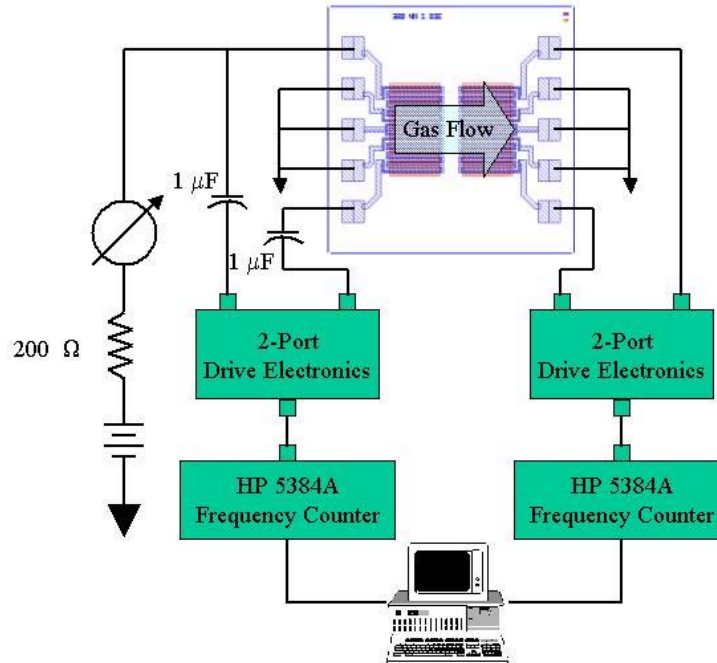 Gas Flow
1 μF
1 μF
200 Ω
2-Port
Drive Electronics
2-Port
Drive Electronics
HP 5384A
Frequency Counter
HP 5384A
Frequency Counter